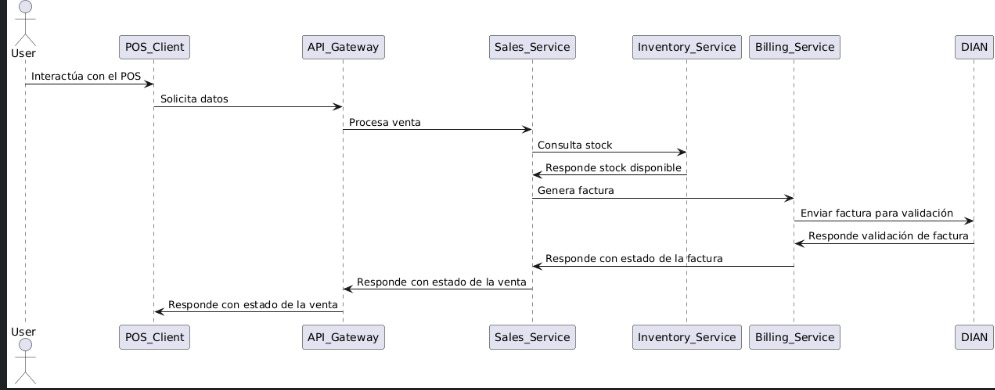 User
POS_Client
API_Gateway
Sales_Service
Inventory_Service
Billing_Service
DIAN
Interactúa con el POS
Solicita datos
Procesa venta
Consulta stock
Responde stock disponible
Genera factura
Enviar factura para validación
Responde validación de factura
Responde con estado de la factura
Responde con estado de la venta
Responde con estado de la venta
User
POS_Client
API_Gateway
Sales_Service
Inventory_Service
Billing_Service
DIAN